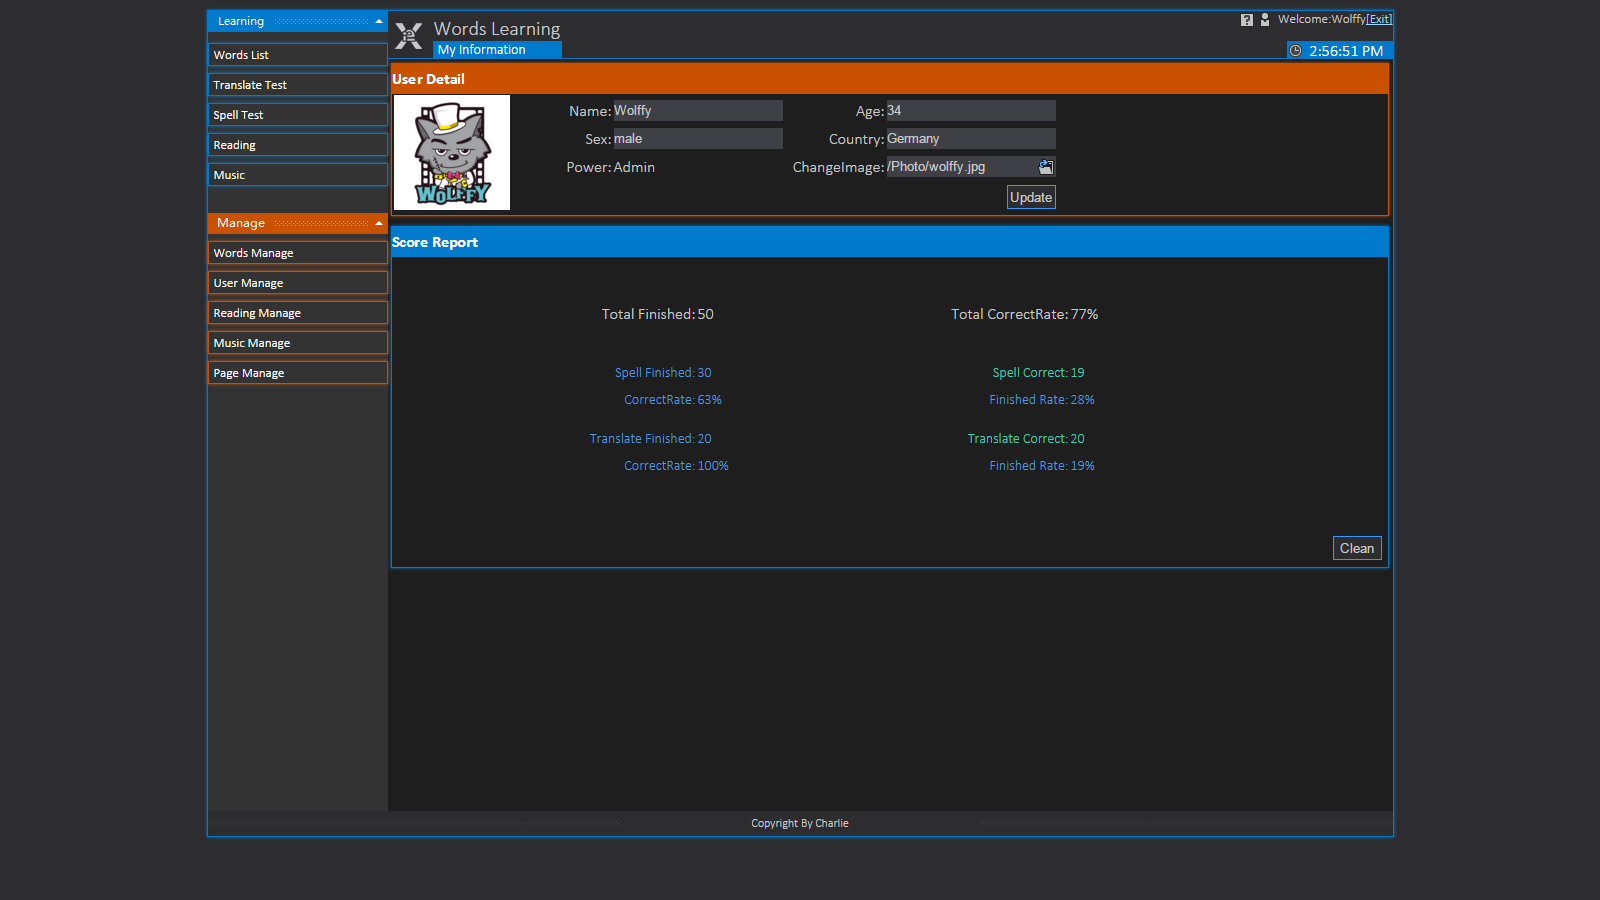 Learning
Words List
Translate Test
Spell Test
Reading
Music
Manage
Words Manage
User Manage
Reading Manage
Music Manage
Page Manage
Words Learning
My Information
Welcome:Wolffy[Exit]
2:56:51 PM
User Detail
WOLFFY
Name: Wolffy Age: 34
Sex: male Country: Germany
Power: Admin ChangeImage: /Photo/wolffy.jpg
Update
Score Report
Total Finished: 50 Total CorrectRate: 77%
Spell Finished: 30 Spell Correct: 19
CorrectRate: 63% Finished Rate: 28%
Translate Finished: 20 Translate Correct: 20
CorrectRate: 100% Finished Rate: 19%
Clean
Copyright By Charlie